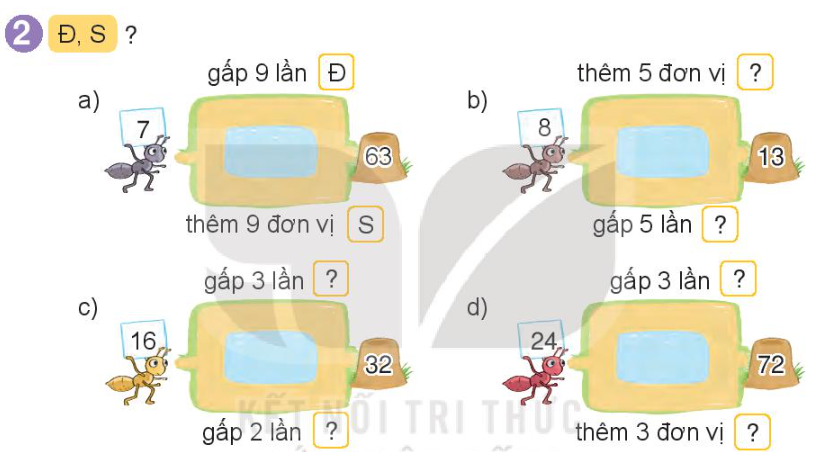 2 Đ, S ?
a)
gấp 9 lần Đ
7
63
thêm 9 đơn vị S
b)
thêm 5 đơn vị ?
8
13
gấp 5 lần ?
c)
gấp 3 lần ?
16
32
gấp 2 lần ?
d)
gấp 3 lần ?
24
72
thêm 3 đơn vị ?
KẾT NỐI TRI THỨC